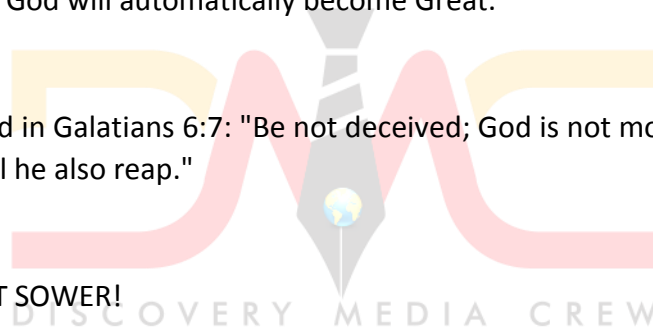 God will automatically become Great.
d in Galatians 6:7: "Be not deceived; God is not mo
l he also reap."
T SOWER!
DISCOVERY MEDIA CREW